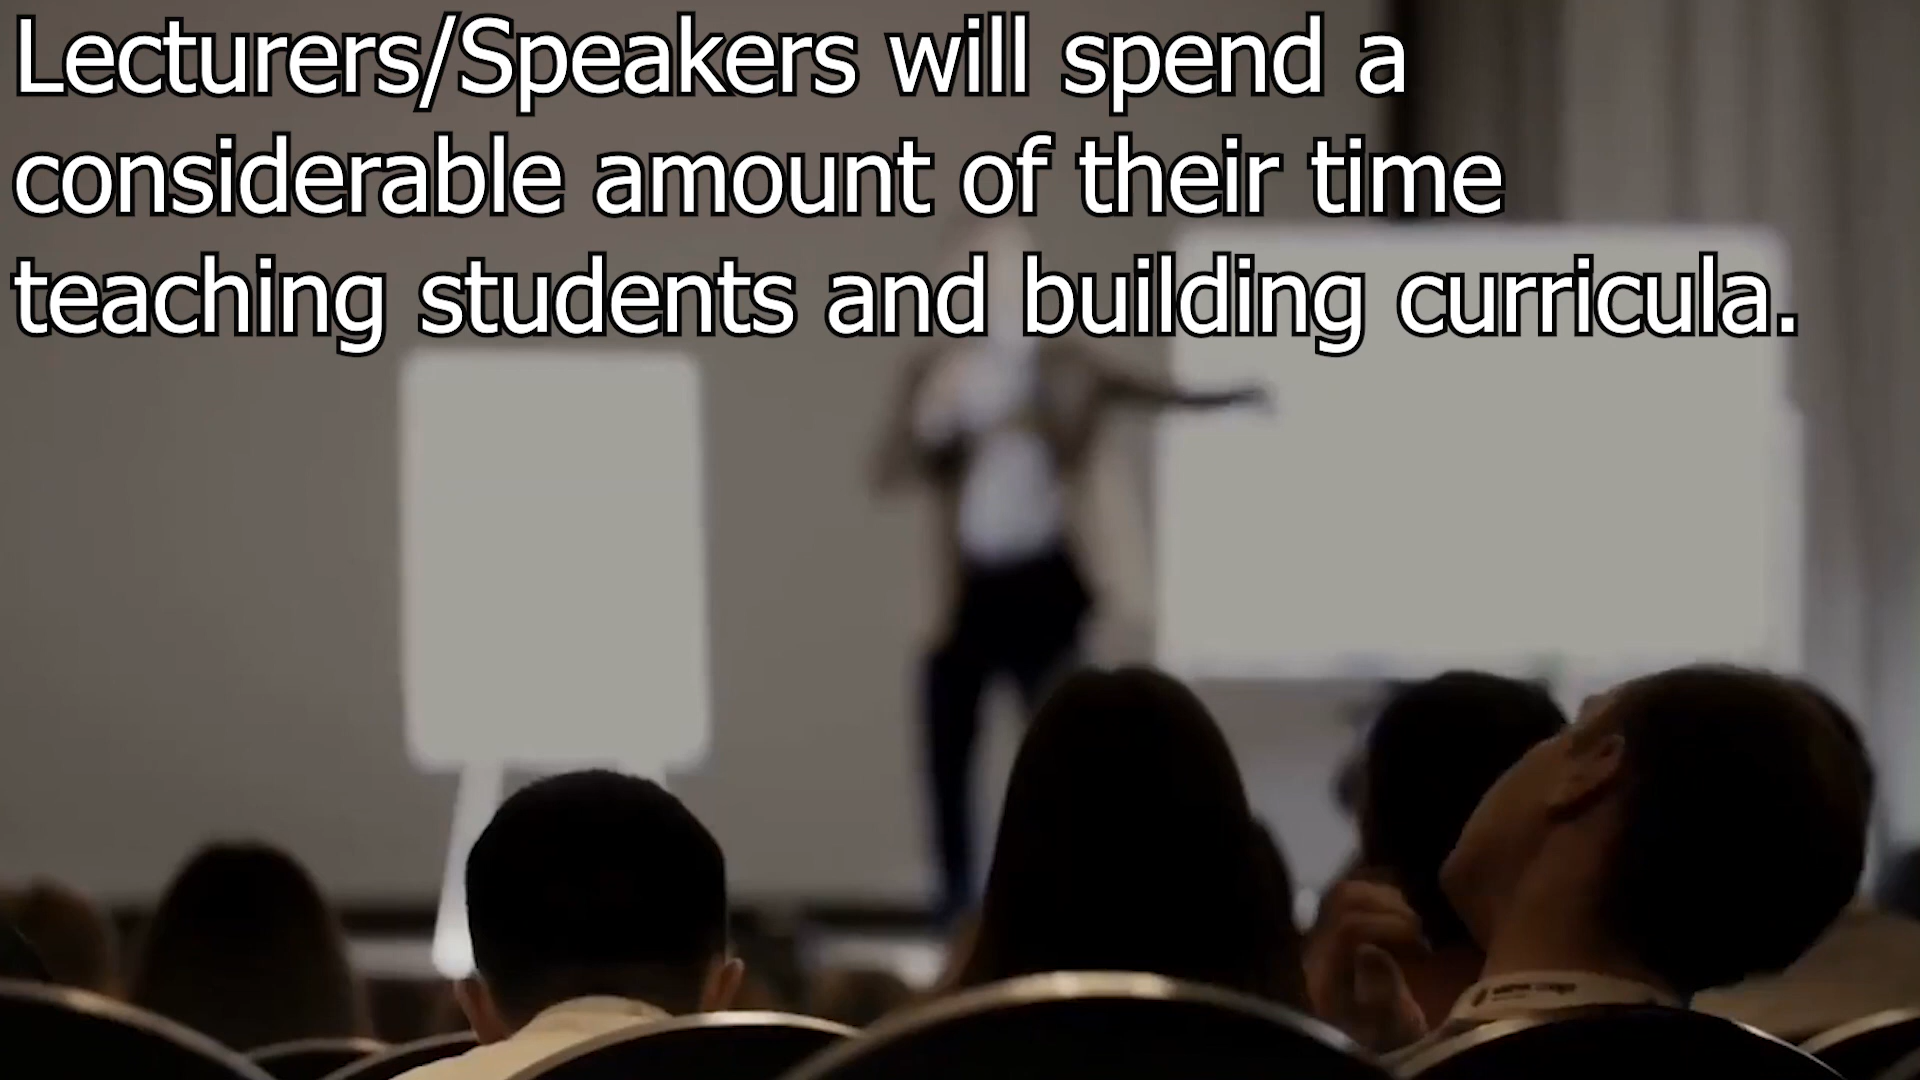 Lecturers/Speakers will spend a
considerable amount of their time
teaching students and building curricula.